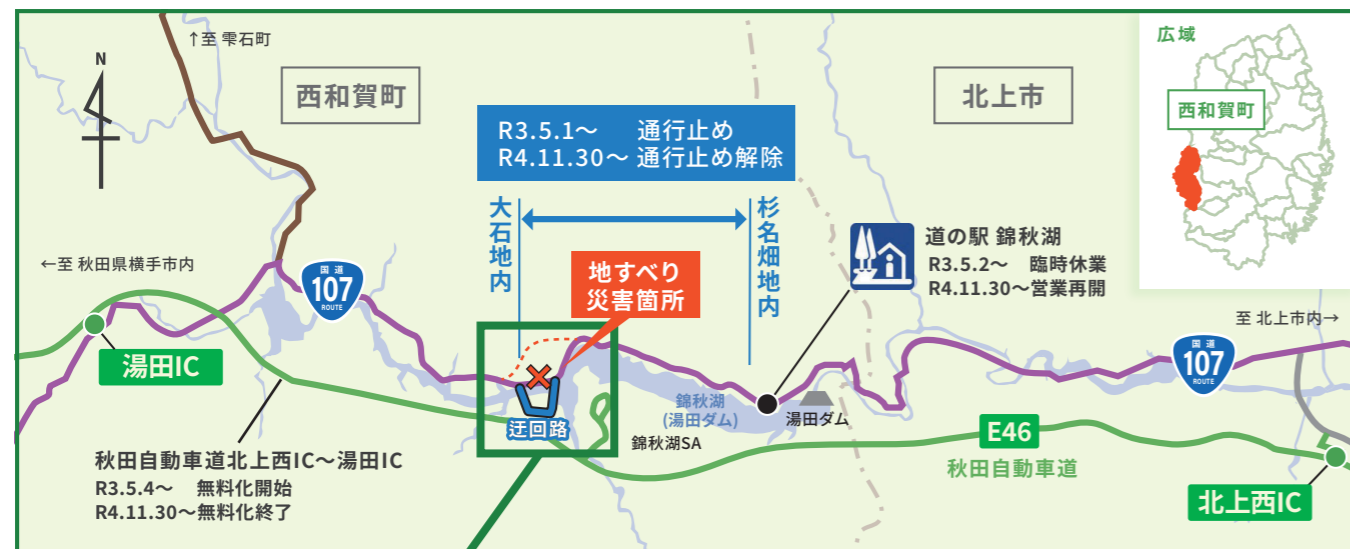 ↑至 雫石町
N
西和賀町
R3.5.1～ 通行止め
R4.11.30～ 通行止め解除
北上市
広域
西和賀町
大石地内
杉名畑地内
地すべり
災害箇所
道の駅 錦秋湖
R3.5.2～ 臨時休業
R4.11.30～営業再開
←至 秋田県横手市内
国道
107
ROUTE
至 北上市内→
国道
107
ROUTE
湯田IC
迂回路
錦秋湖
(湯田ダム)
湯田ダム
錦秋湖SA
E46
秋田自動車道
秋田自動車道北上西IC～湯田IC
R3.5.4～ 無料化開始
R4.11.30～無料化終了
北上西IC